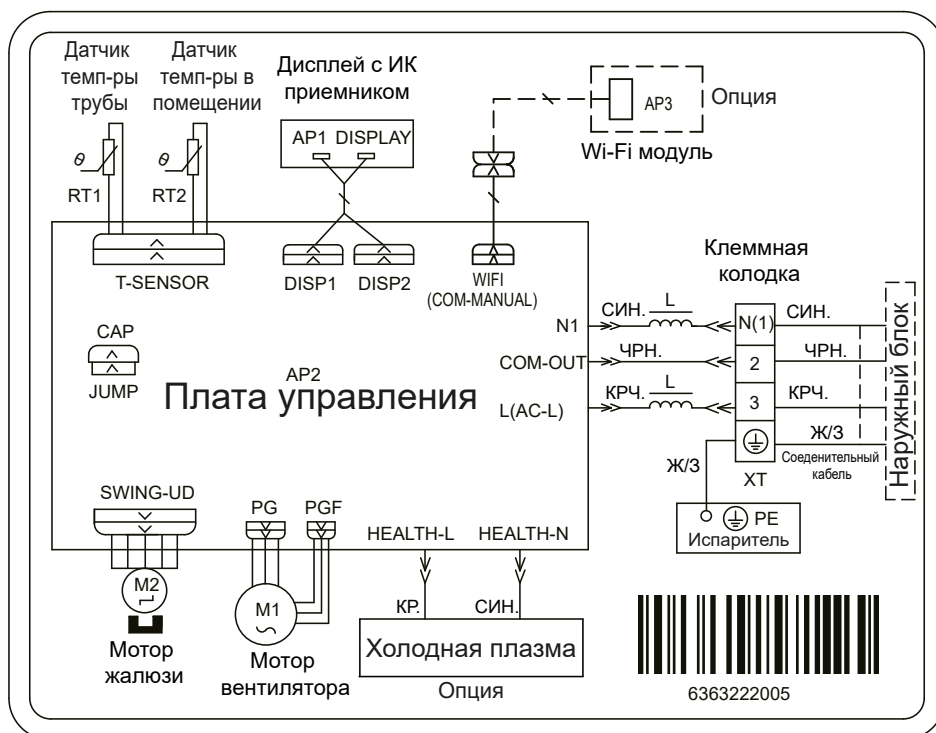 Датчик
темп-ры
трубы
Датчик
темп-ры в
помещении
Дисплей с ИК
приемником
AP1 DISPLAY
AP3
Опция
Wi-Fi модуль
θ
RT1
θ
RT2
T-SENSOR
DISP1
DISP2
WIFI
(COM-MANUAL)
Клеммная
колодка
N1
СИН.
L
N(1)
СИН.
COM-OUT
ЧРН.
2
ЧРН.
L(AC-L)
КРЧ.
L
3
КРЧ.
Ж/З
Соеденительный
кабель
XT
Наружный блок
Ж/З
PE
Испаритель
CAP
JUMP
AP2
Плата управления
SWING-UD
PG
PGF
HEALTH-L
HEALTH-N
M2
M1
КР.
СИН.
Мотор
жалюзи
Мотор
вентилятора
Холодная плазма
Опция
6363222005